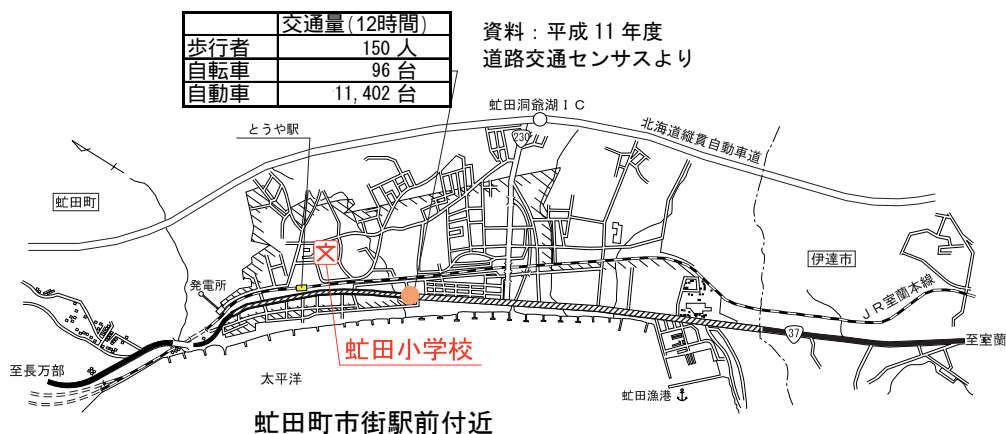 交通量(12時間)
歩行者 150 人
自転車 96 台
自動車 11,402 台
資料：平成 11 年度
道路交通センサスより
虻田洞爺湖ＩＣ
とうや駅
230
北海道縦貫自動車道
虻田町
文
伊達市
発電所
ＪＲ室蘭本線
37
至室蘭
虻田小学校
至長万部
太平洋
虻田漁港
虻田町市街駅前付近